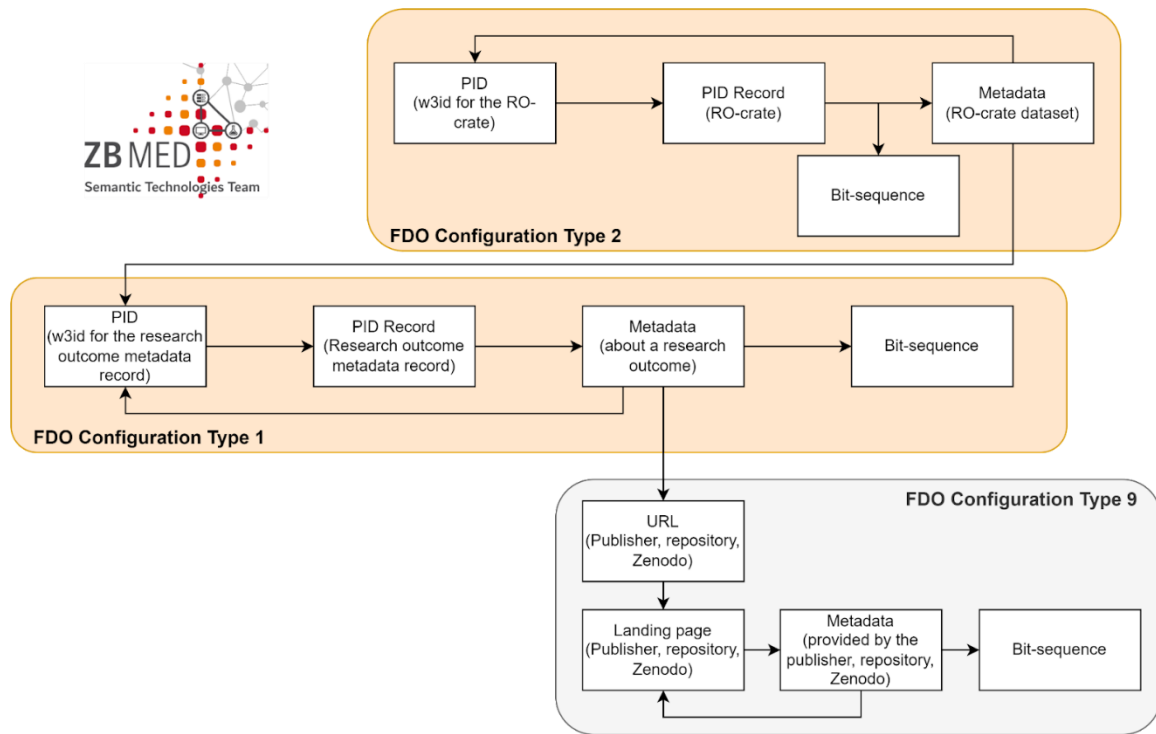 ZB MED
Semantic Technologies Team
PID
(w3id for the RO-
crate)
PID Record
(RO-crate)
Metadata
(RO-crate dataset)
Bit-sequence
FDO Configuration Type 2
PID
(w3id for the research
outcome metadata
record)
PID Record
(Research outcome
metadata record)
Metadata
(about a research
outcome)
Bit-sequence
FDO Configuration Type 1
FDO Configuration Type 9
URL
(Publisher, repository,
Zenodo)
Landing page
(Publisher, repository,
Zenodo)
Metadata
(provided by the
publisher, repository,
Zenodo)
Bit-sequence